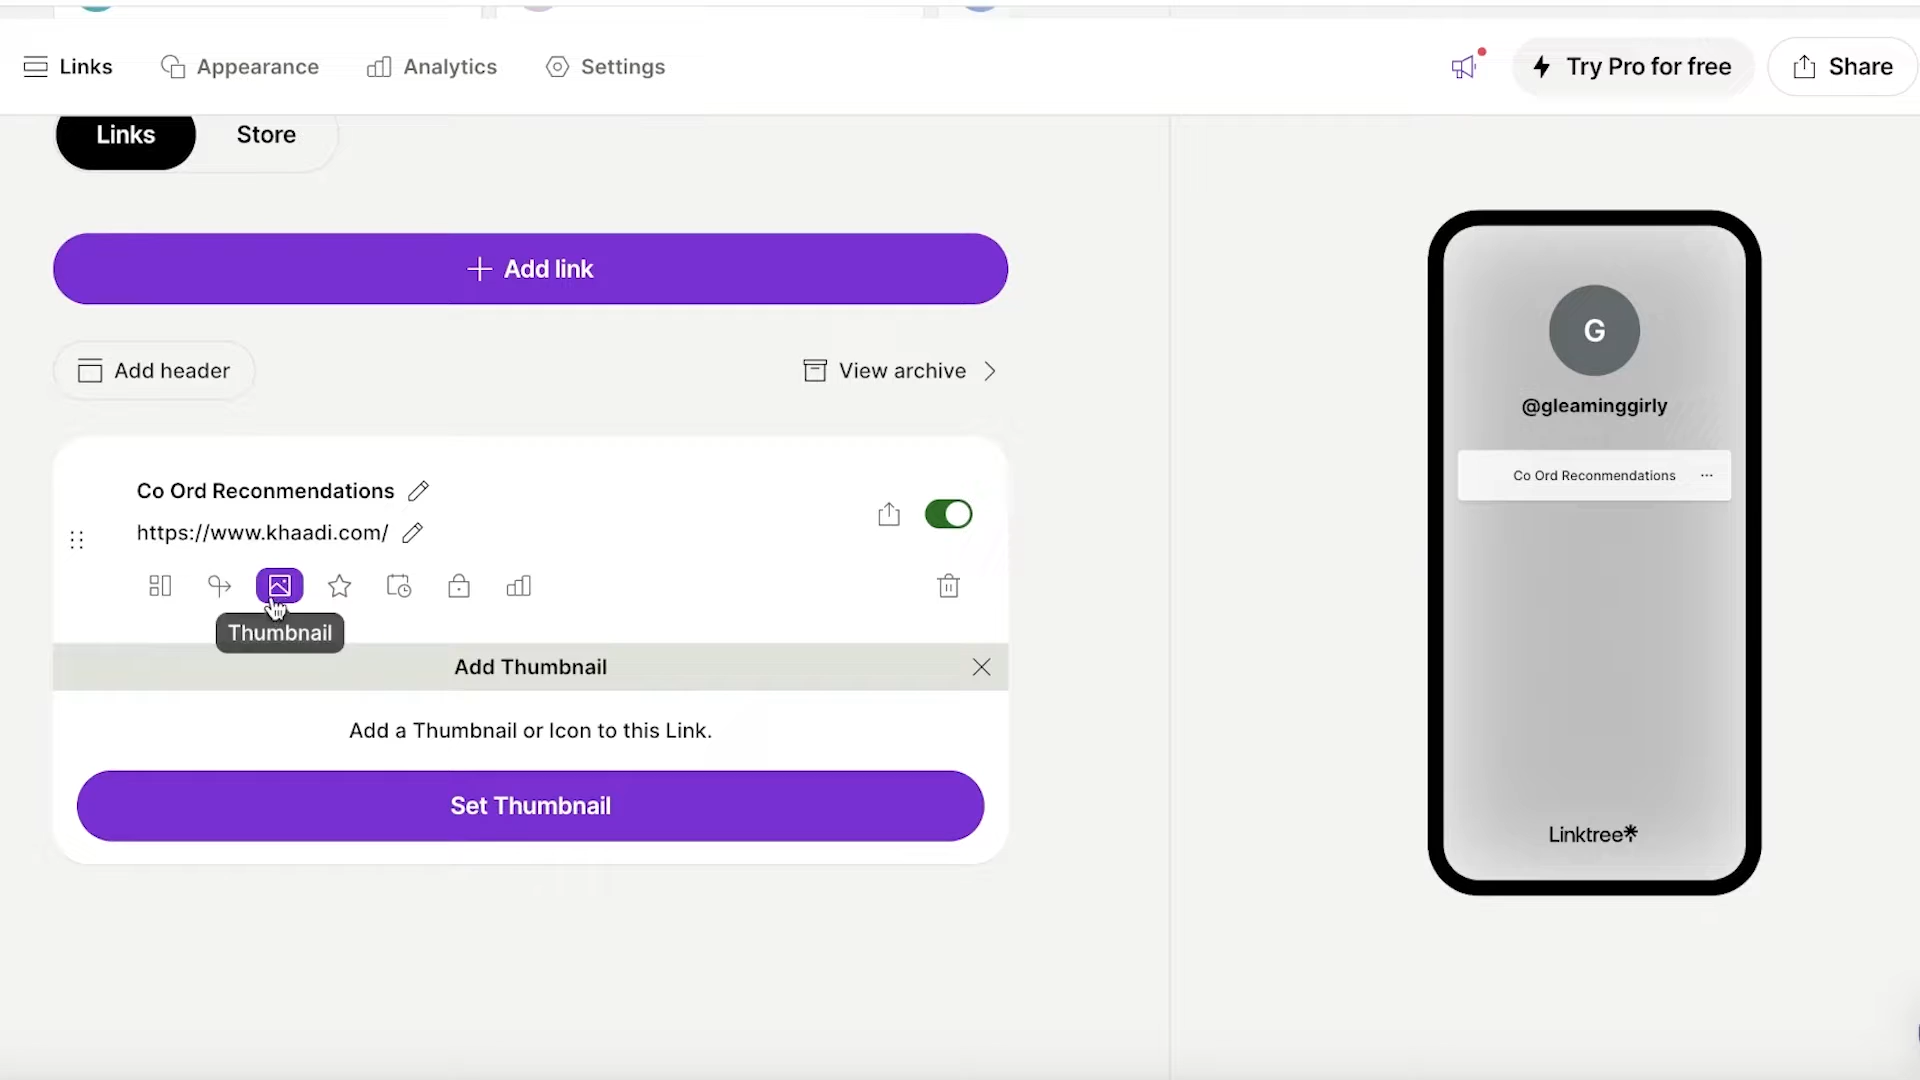 Links
Appearance
Analytics
Settings
Try Pro for free
Share
Links
Store
Add link
Add header
View archive
Co Ord Reconmendations
https://www.khaadi.com/
Thumbnail
Add Thumbnail
Add a Thumbnail or Icon to this Link.
Set Thumbnail
G
@gleaminggirly
Co Ord Reconmendations
Linktree*